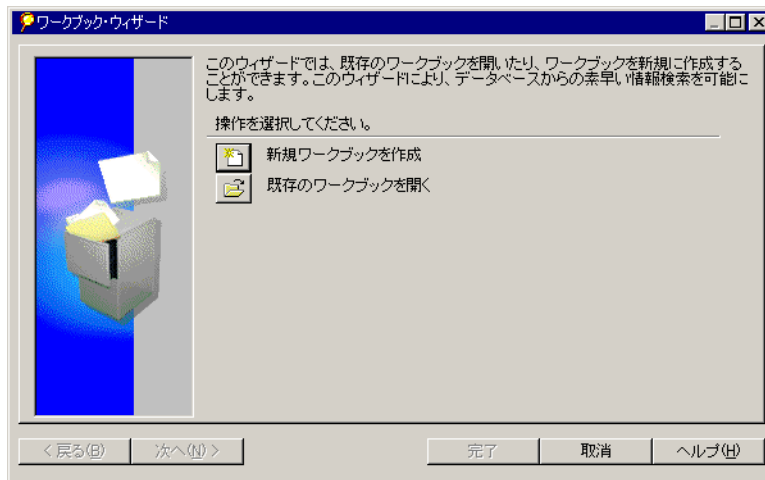 ワークブック・ウィザード
このウィザードでは、既存のワークブックを開いたり、ワークブックを新規に作成する
ことができます。このウィザードにより、データベースからの素早い情報検索を可能に
します。
操作を選択してください。
新規ワークブックを作成
既存のワークブックを開く
< 戻る(B) 次へ(N) > 完了 取消 ヘルプ(H)